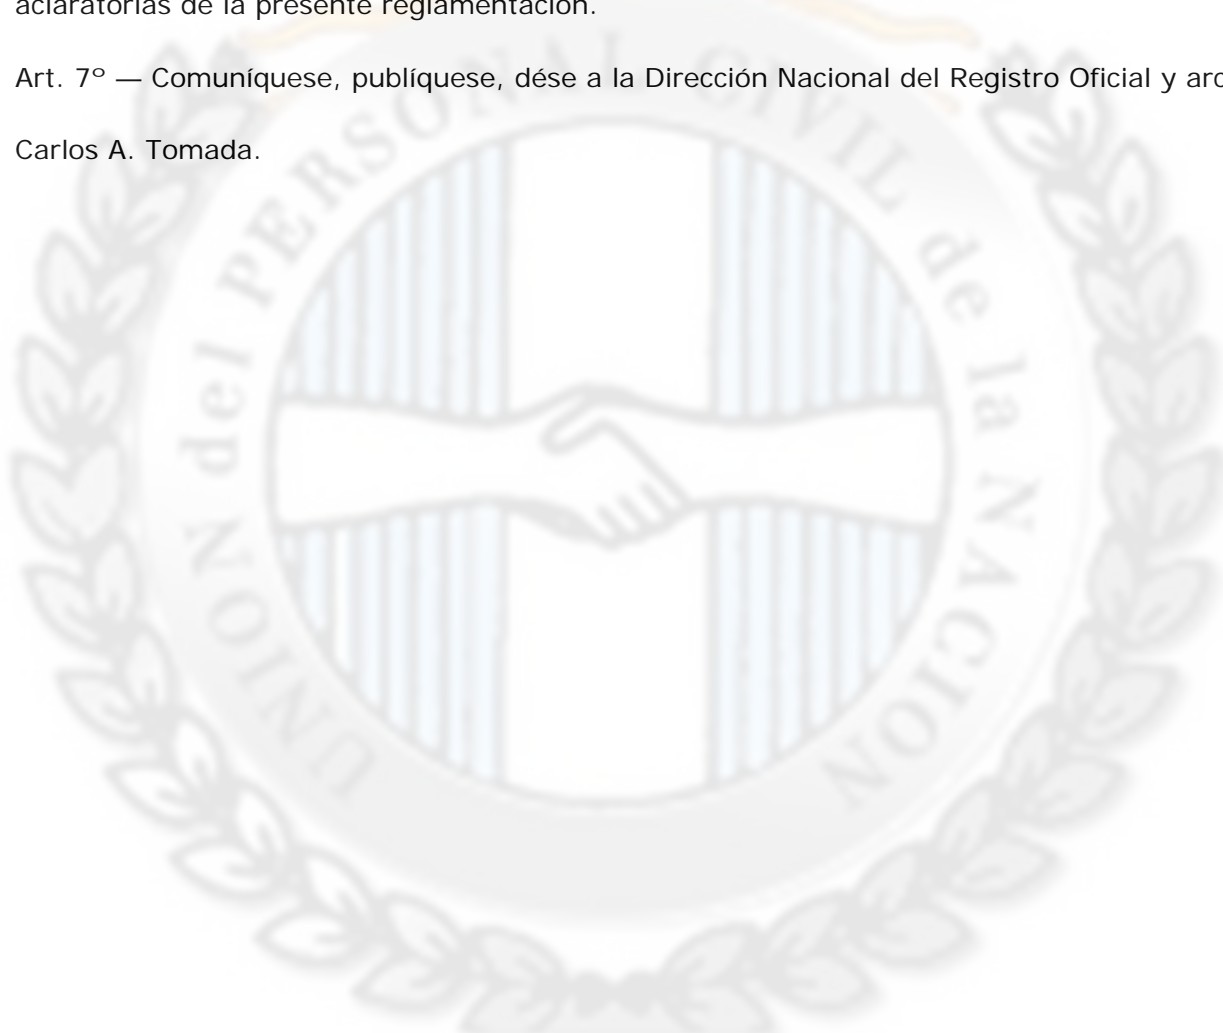 aclaratorias de la presente reglamentación.
Art. 7º — Comuníquese, publíquese, dése a la Dirección Nacional del Registro Oficial y
Carlos A. Tomada.
UNION del PERSONAL CIVIL de la NACION